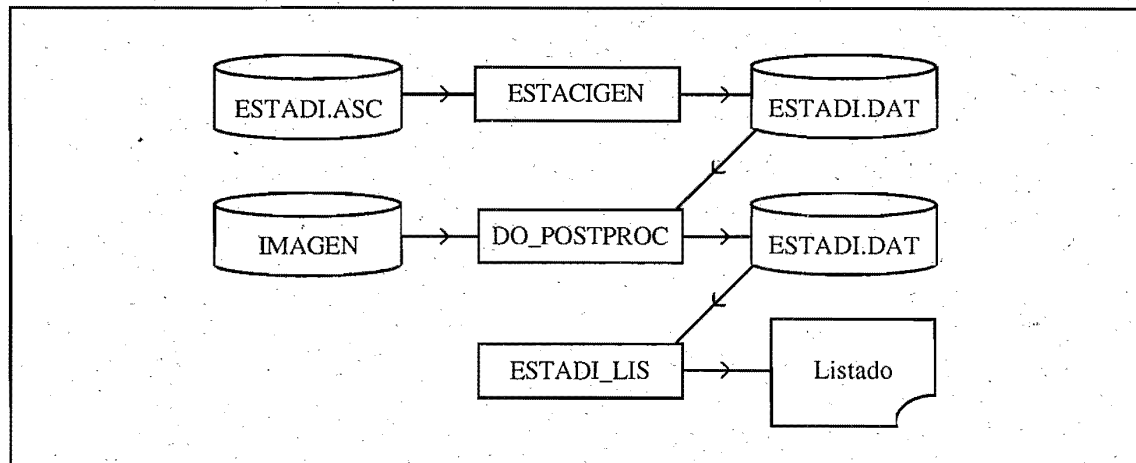 ESTADI.ASC
ESTACIGEN
ESTADI.DAT
IMAGEN
DO_POSTPROC
ESTADI.DAT
ESTADI_LIS
Listado